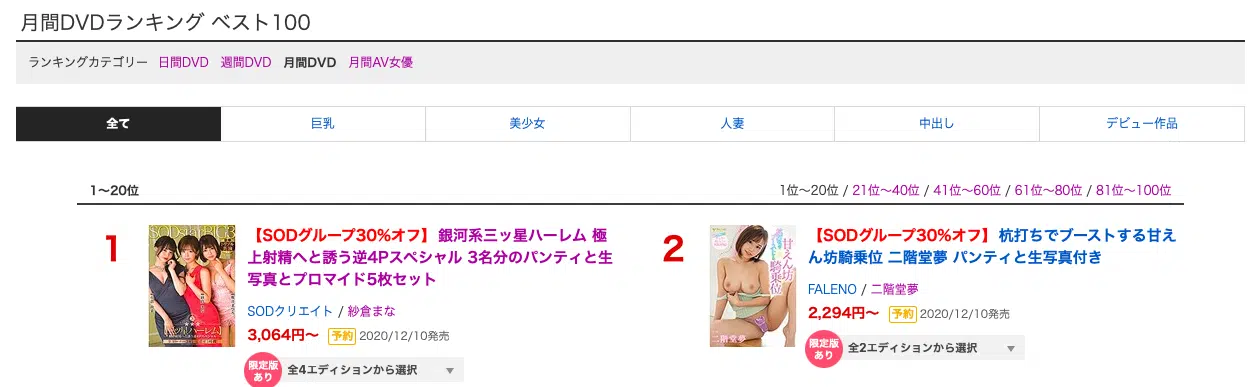 月間DVDランキング ベスト100
ランキングカテゴリー 日間DVD 週間DVD 月間DVD 月間AV女優
全て 巨乳 美少女 人妻 中出し デビュー作品
1～20位 1位～20位 / 21位～40位 / 41位～60位 / 61位～80位 / 81位～100位
1
【SODグループ30%オフ】 銀河系三ッ星ハーレム 極
上射精へと誘う逆4Pスペシャル 3名分のパンティと生
写真とブロマイド5枚セット
SODクリエイト / 紗倉まな
3,064円～ 予約 2020/12/10発売
限定版
あり
全4エディションから選択
2
【SODグループ30%オフ】 杭打ちでブーストする甘え
ん坊騎乗位 二階堂夢 パンティと生写真付き
FALENO / 二階堂夢
2,294円～ 予約 2020/12/10発売
限定版
あり
全2エディションから選択
甘えん坊
騎乗位
二階堂夢